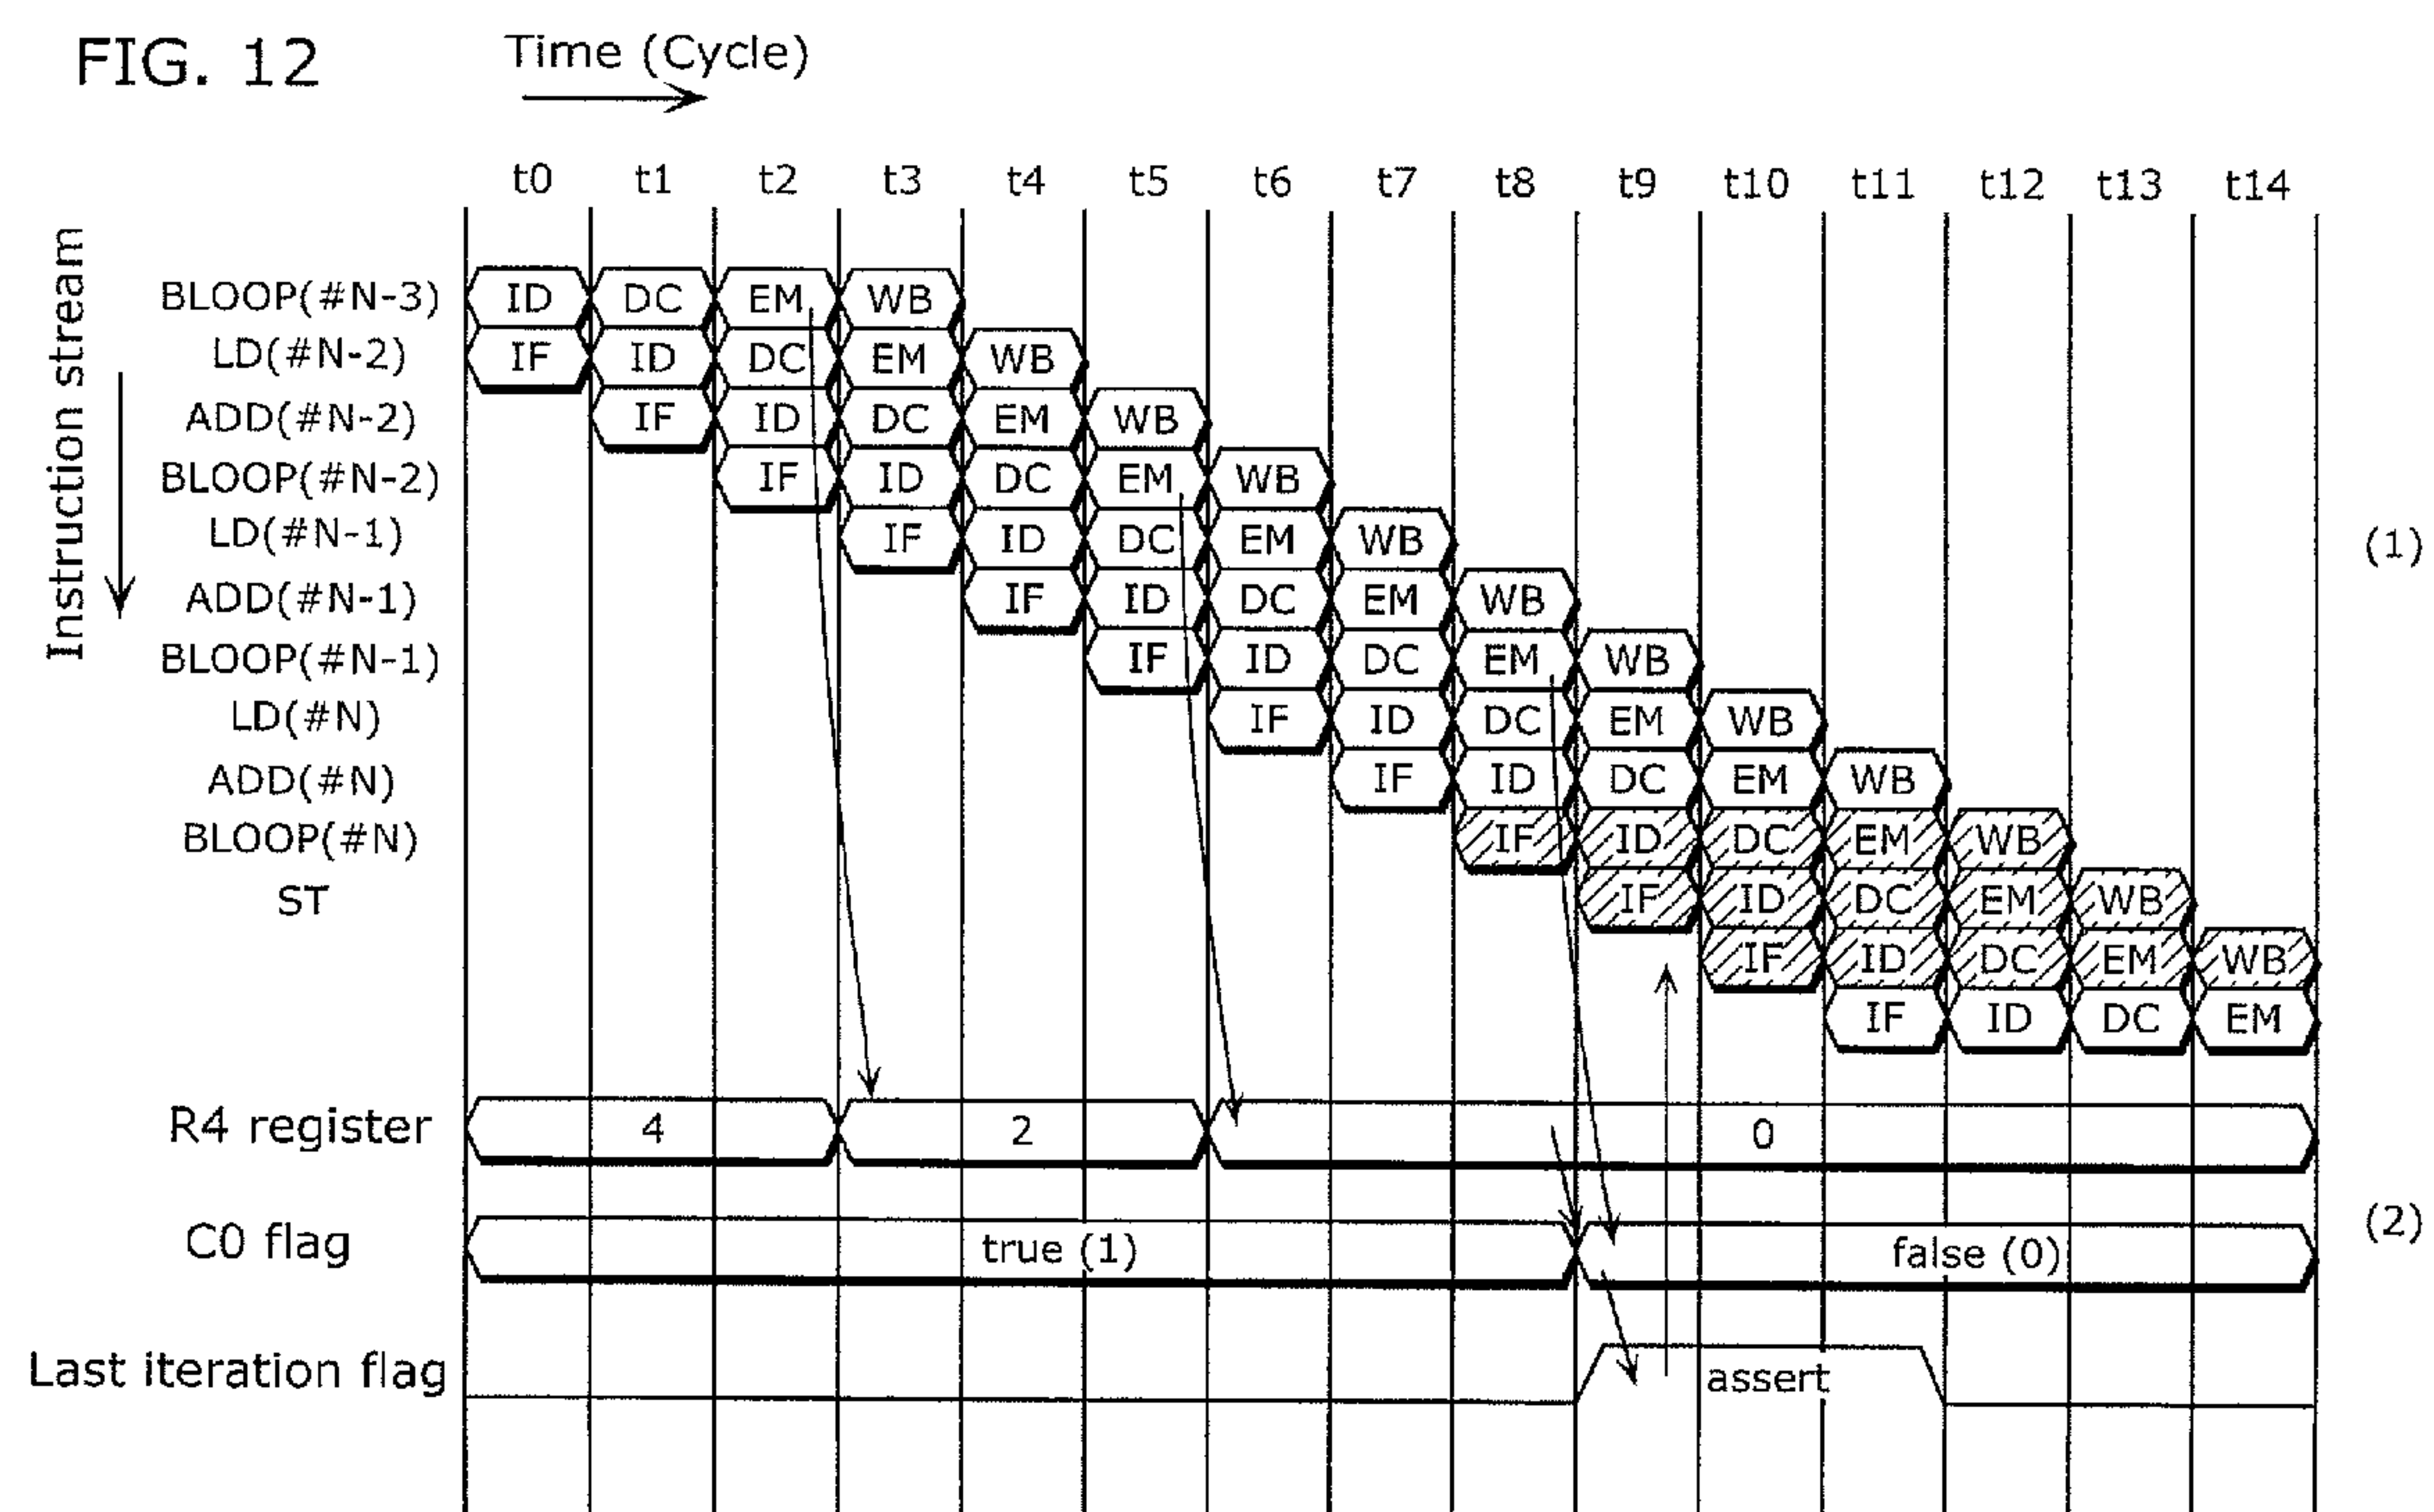 FIG. 12
Time (Cycle)
t0 t1 t2 t3 t4 t5 t6 t7 t8 t9 t10 t11 t12 t13 t14
Instruction stream
BLOOP(#N-3) ID DC EM WB
LD(#N-2) IF ID DC EM WB
ADD(#N-2) IF ID DC EM WB
BLOOP(#N-2) IF ID DC EM WB
LD(#N-1) IF ID DC EM WB
(1)
ADD(#N-1) IF ID DC EM WB
BLOOP(#N-1) IF ID DC EM WB
LD(#N) IF ID DC EM WB
ADD(#N) IF ID DC EM WB
BLOOP(#N) IF ID DC EM WB
ST IF ID DC EM WB
IF ID DC EM WB
IF ID DC EM
R4 register 4 2 0
(2)
C0 flag true (1) false (0)
Last iteration flag assert